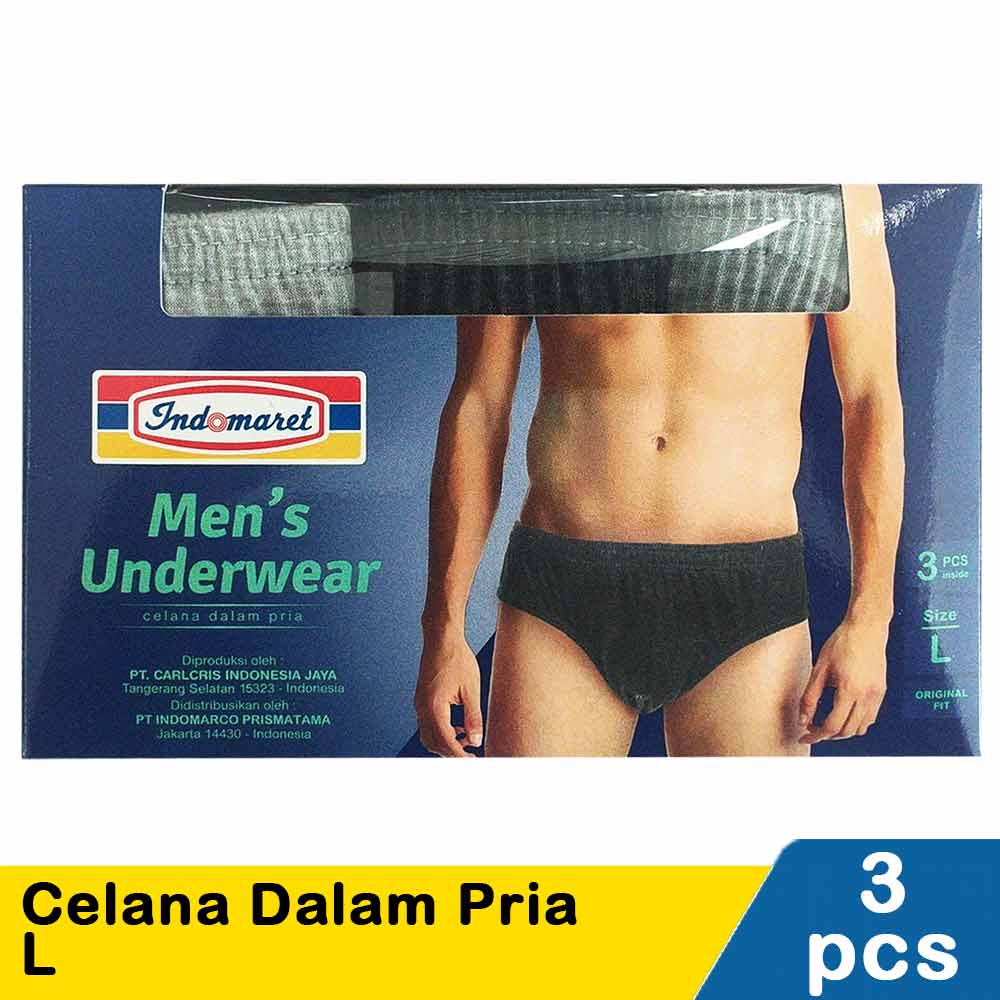 Indomaret
Men's
Underwear
celana dalam pria
Diproduksi oleh :
PT. CARLCRIS INDONESIA JAYA
Tangerang Selatan 15323 - Indonesia
Didistribusikan oleh :
PT INDOMARCO PRISMATAMA
Jakarta 14430 - Indonesia
3 PCS
inside
Size
L
ORIGINAL
FIT
Celana Dalam Pria
L
3
pcs